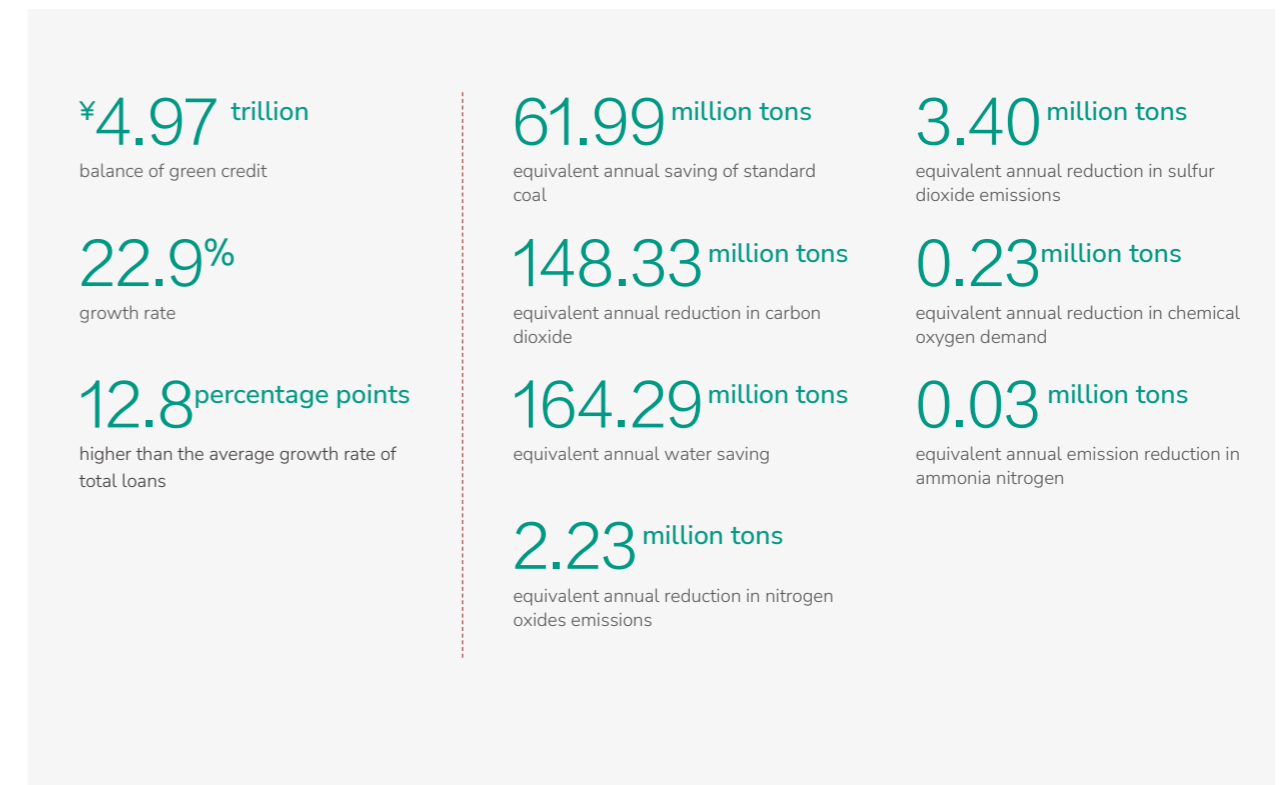 ¥4.97 trillion
balance of green credit
22.9%
growth rate
12.8 percentage points
higher than the average growth rate of
total loans
61.99 million tons
equivalent annual saving of standard
coal
148.33 million tons
equivalent annual reduction in carbon
dioxide
164.29 million tons
equivalent annual water saving
2.23 million tons
equivalent annual reduction in nitrogen
oxides emissions
3.40 million tons
equivalent annual reduction in sulfur
dioxide emissions
0.23 million tons
equivalent annual reduction in chemical
oxygen demand
0.03 million tons
equivalent annual emission reduction in
ammonia nitrogen